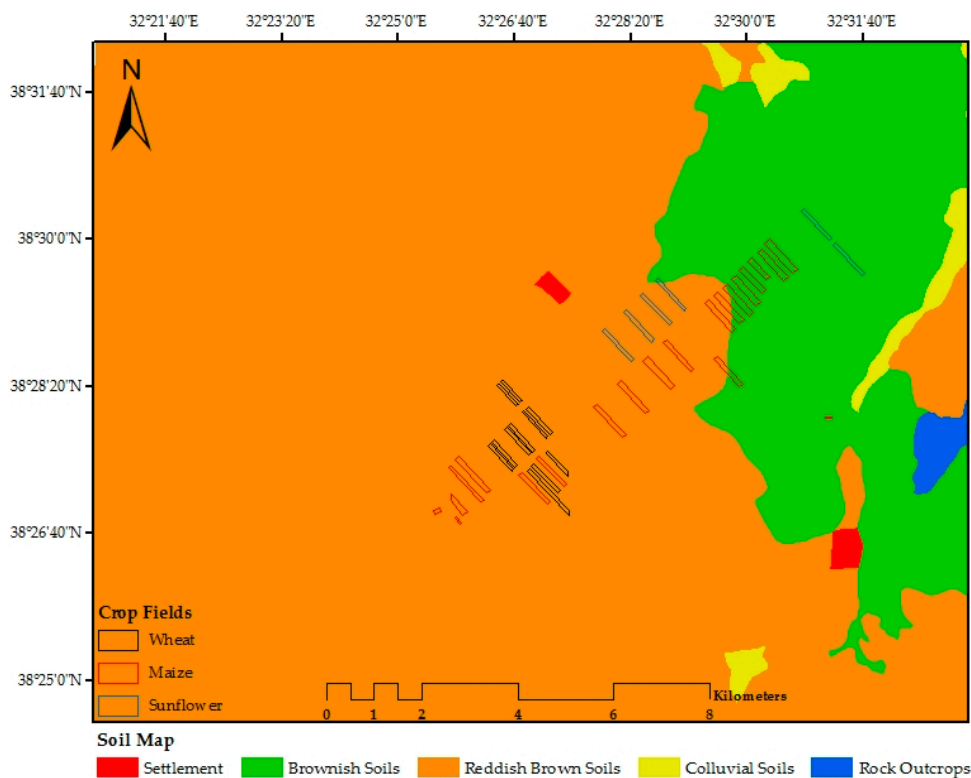 32°21'40"E 32°23'20"E 32°25'0"E 32°26'40"E 32°28'20"E 32°30'0"E 32°31'40"E
N
38°31'40"N
38°30'0"N
38°28'20"N
38°26'40"N
38°25'0"N
Crop Fields
Wheat
Maize
Sunflower
Kilometers
0 1 2 4 6 8
Soil Map
Settlement Brownish Soils Reddish Brown Soils Colluvial Soils Rock Outcrops